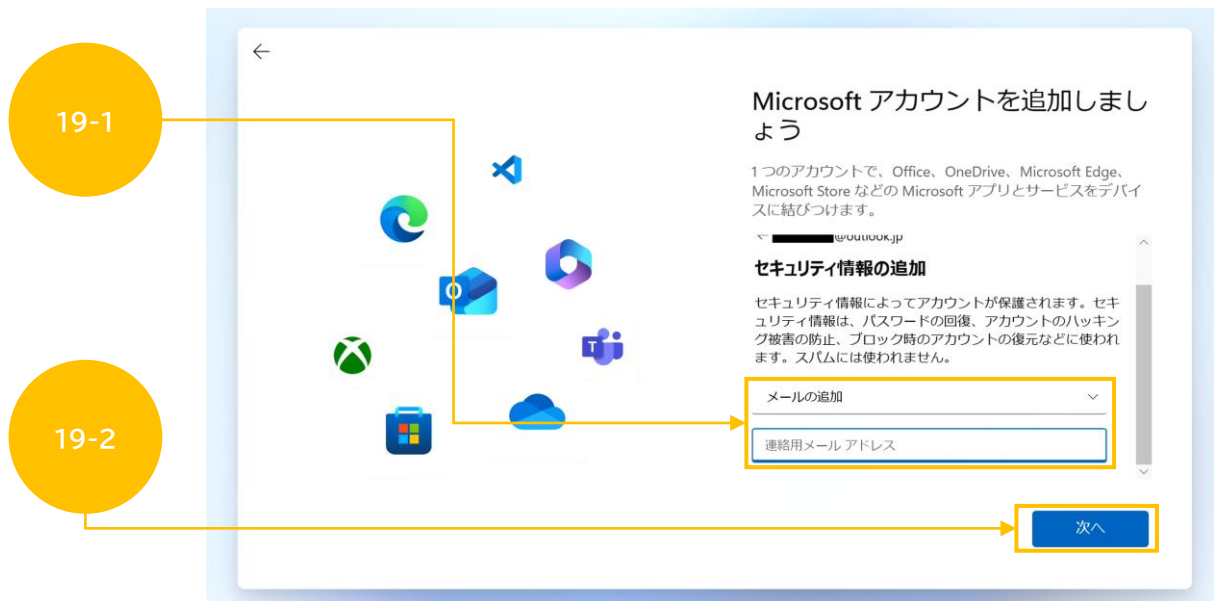 19-1
Microsoft アカウントを追加しまし
ょう
1 つのアカウントで、Office、OneDrive、Microsoft Edge、
Microsoft Store などの Microsoft アプリとサービスをデバイ
スに結びつけます。
@outlook.jp
セキュリティ情報の追加
セキュリティ情報によってアカウントが保護されます。セキ
ュリティ情報は、パスワードの回復、アカウントのハッキン
グ被害の防止、ブロック時のアカウントの復元などに使われ
ます。スパムには使われません。
メールの追加
連絡用メール アドレス
19-2
次へ